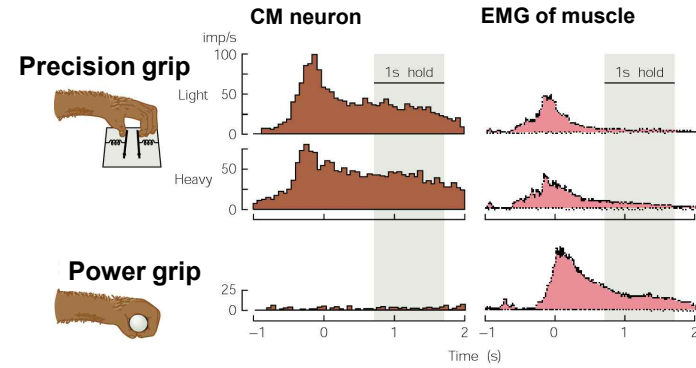 CM neuron EMG of muscle
imp/s
Precision grip
100
1s hold 1s hold
Light
50
0
50
Heavy
0
Power grip
25
0
−1 0 1 2 −1 0 1 2
Time (s)